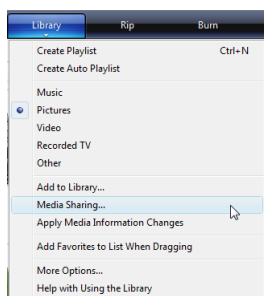 Library Rip Burn
Create Playlist Ctrl+N
Create Auto Playlist
Music
Pictures
Video
Recorded TV
Other
Add to Library...
Media Sharing...
Apply Media Information Changes
Add Favorites to List When Dragging
More Options...
Help with Using the Library